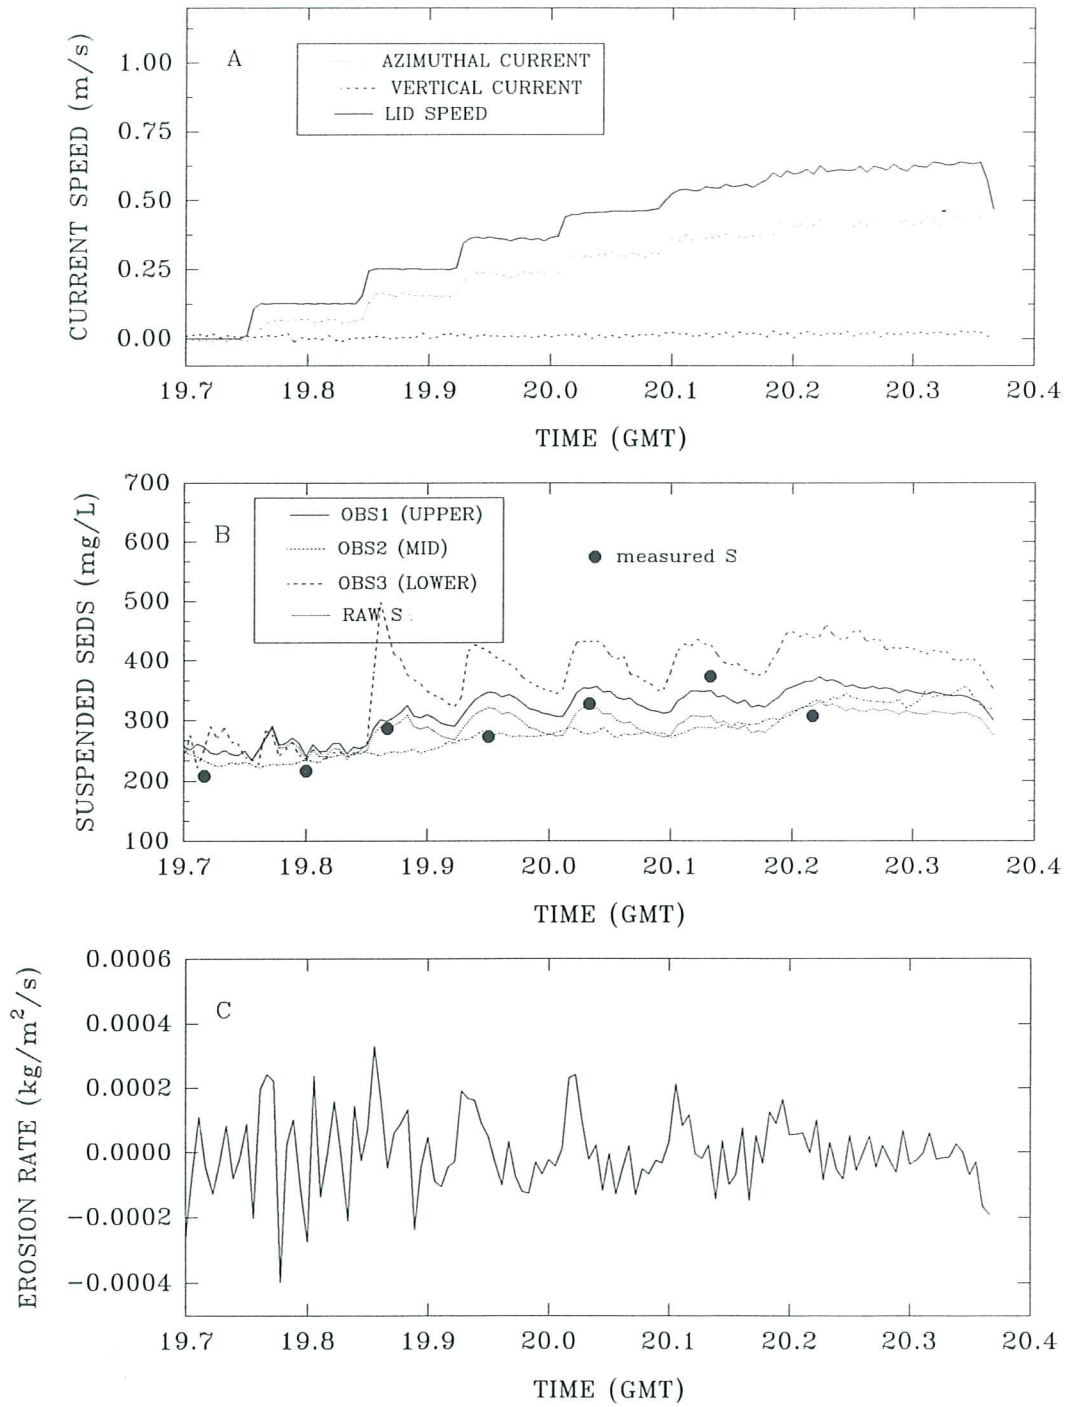 A
AZIMUTHAL CURRENT
VERTICAL CURRENT
LID SPEED
CURRENT SPEED (m/s)
1.00
0.75
0.50
0.25
0.00
19.7 19.8 19.9 20.0 20.1 20.2 20.3 20.4
TIME (GMT)
B
OBS1 (UPPER)
OBS2 (MID)
OBS3 (LOWER)
RAW S
measured S
SUSPENDED SEDS (mg/L)
700
600
500
400
300
200
100
19.7 19.8 19.9 20.0 20.1 20.2 20.3 20.4
TIME (GMT)
C
EROSION RATE (kg/m²/s)
0.0006
0.0004
0.0002
0.0000
−0.0002
−0.0004
19.7 19.8 19.9 20.0 20.1 20.2 20.3 20.4
TIME (GMT)